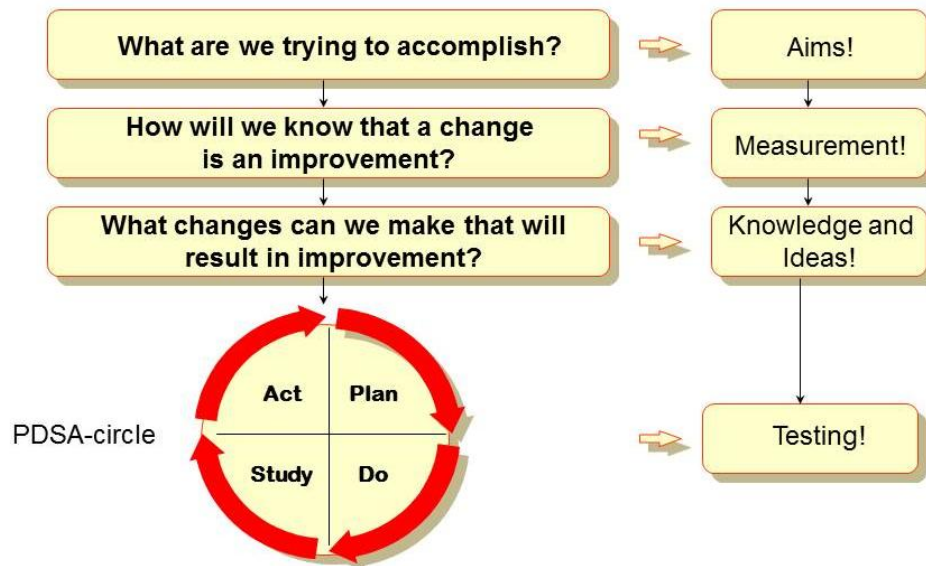 What are we trying to accomplish?
Aims!
How will we know that a change
is an improvement?
Measurement!
What changes can we make that will
result in improvement?
Knowledge and
Ideas!
Act
Plan
PDSA-circle
Testing!
Study
Do